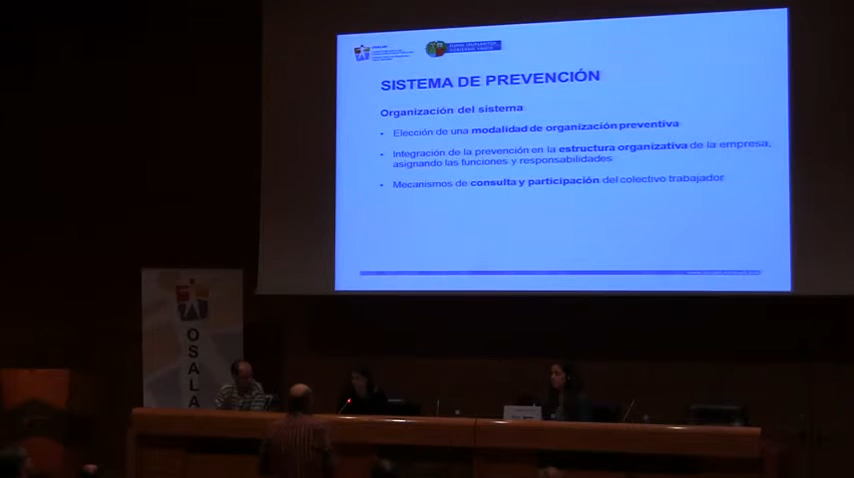 SISTEMA DE PREVENCIÓN
Organización del sistema
• Elección de una modalidad de organización preventiva
• Integración de la prevención en la estructura organizativa de la empresa,
asignando las funciones y responsabilidades
• Mecanismos de consulta y participación del colectivo trabajador
OSALA